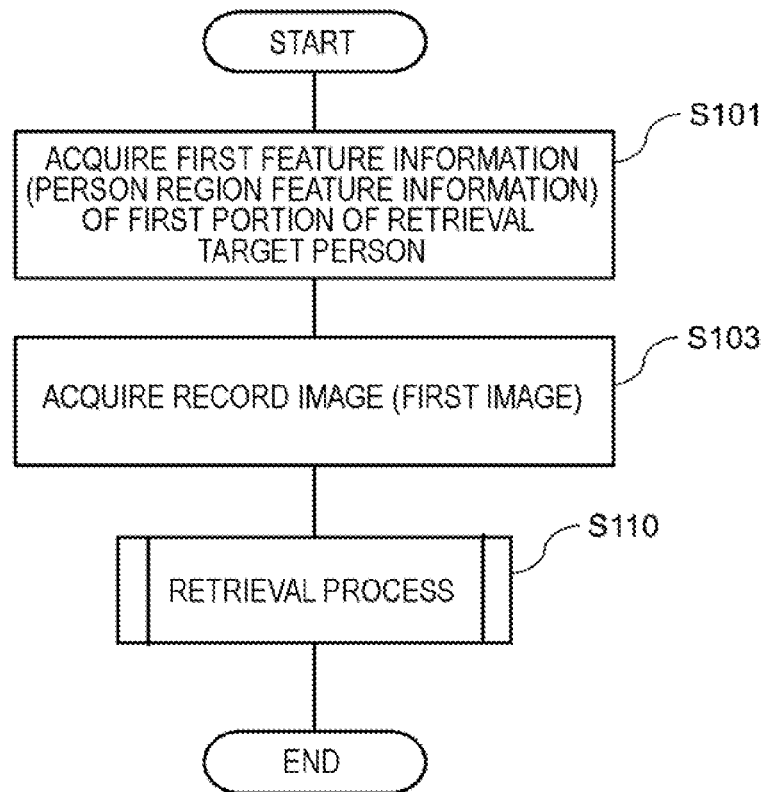 START
S101
ACQUIRE FIRST FEATURE INFORMATION
(PERSON REGION FEATURE INFORMATION)
OF FIRST PORTION OF RETRIEVAL
TARGET PERSON
S103
ACQUIRE RECORD IMAGE (FIRST IMAGE)
S110
RETRIEVAL PROCESS
END